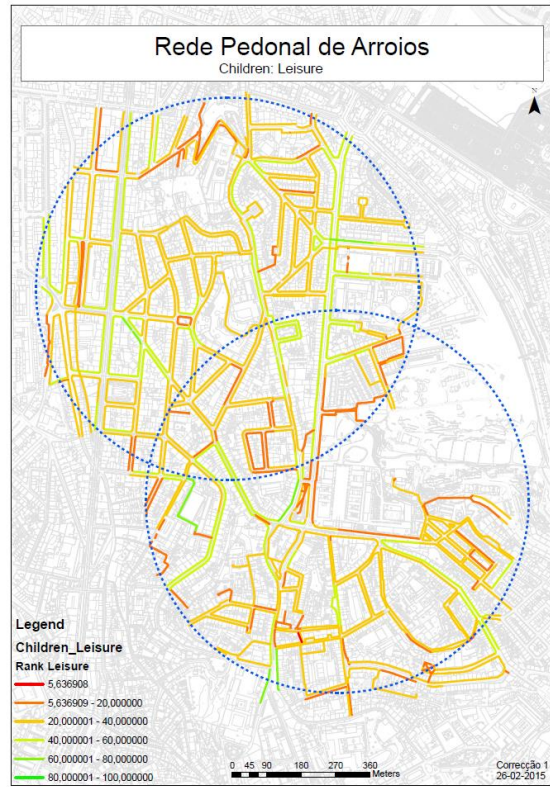 Rede Pedonal de Arroios
Children: Leisure
N
Legend
Children_Leisure
Rank Leisure
5,636908
5,636909 - 20,000000
20,000001 - 40,000000
40,000001 - 60,000000
60,000001 - 80,000000
80,000001 - 100,000000
0 45 90 180 270 360
Meters
Correcção 1
26-02-2015